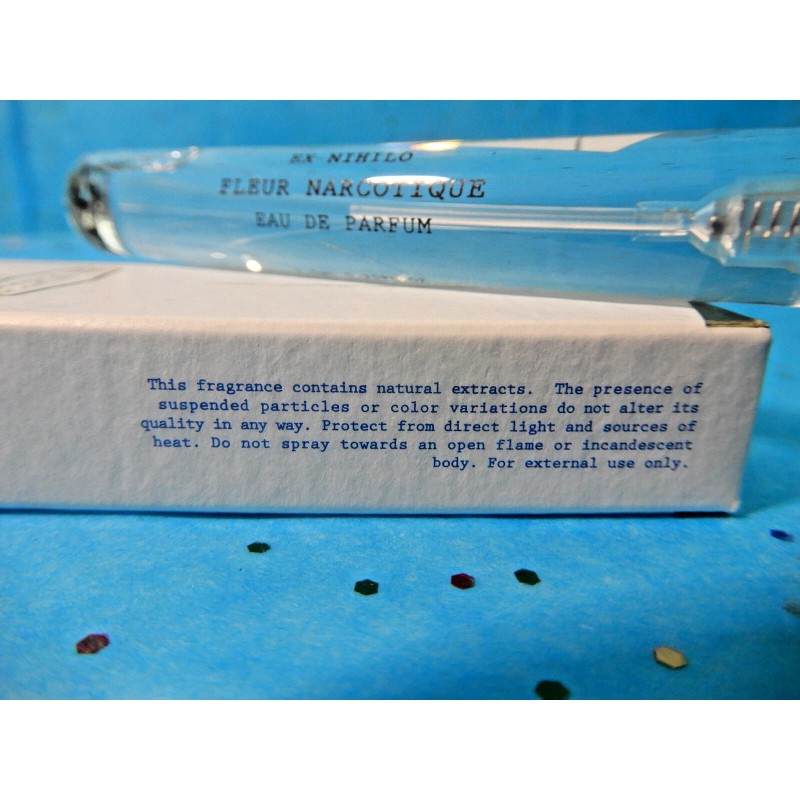 EX NIHILO
FLEUR NARCOTIQUE
EAU DE PARFUM
This fragrance contains natural extracts. The presence of
suspended particles or color variations do not alter its
quality in any way. Protect from direct light and sources of
heat. Do not spray towards an open flame or incandescent
body. For external use only.